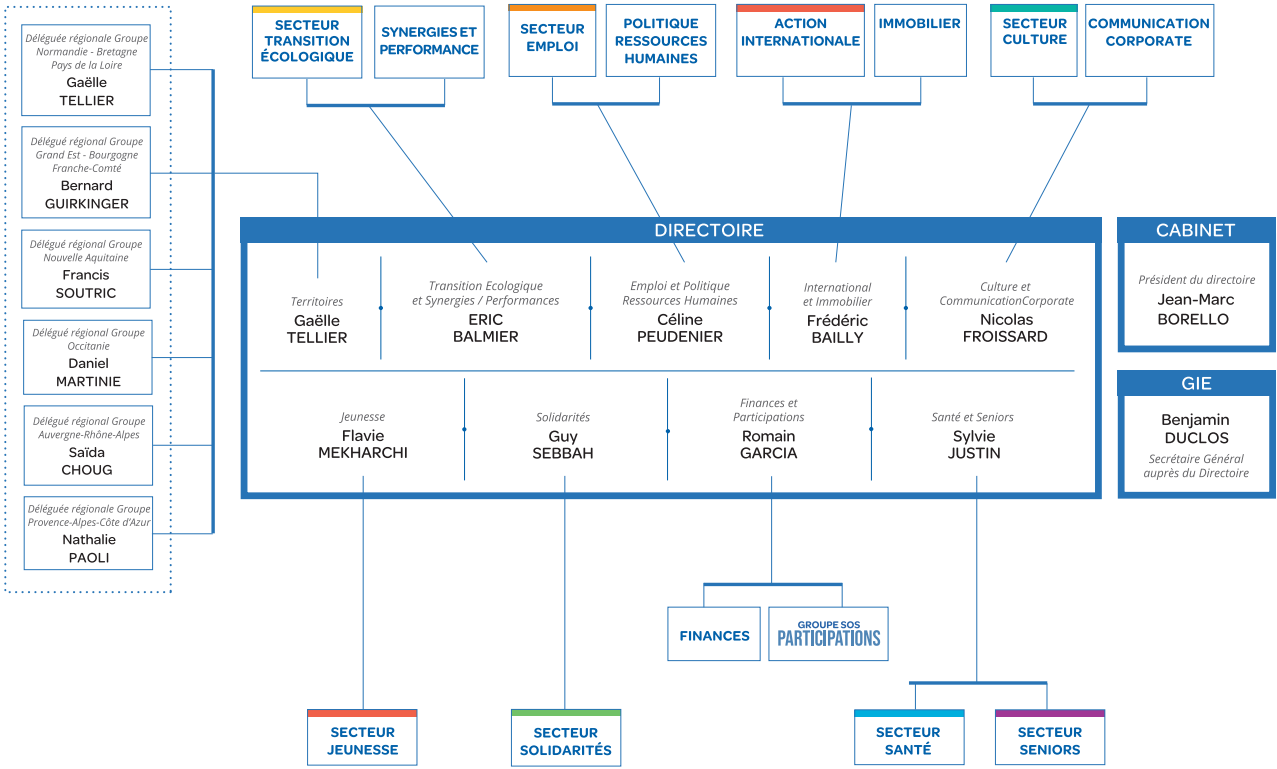 Déléguée régionale Groupe
Normandie - Bretagne
Pays de la Loire
Gaëlle
TELLIER
Délégué régional Groupe
Grand Est - Bourgogne
Franche-Comté
Bernard
GUIRKINGER
Délégué régional Groupe
Nouvelle Aquitaine
Francis
SOUTRIC
Délégué régional Groupe
Occitanie
Daniel
MARTINIE
Délégué régional Groupe
Auvergne-Rhône-Alpes
Saïda
CHOUG
Déléguée régionale Groupe
Provence-Alpes-Côte d'Azur
Nathalie
PAOLI
SECTEUR
TRANSITION
ÉCOLOGIQUE
SYNERGIES ET
PERFORMANCE
SECTEUR
EMPLOI
POLITIQUE
RESSOURCES
HUMAINES
ACTION
INTERNATIONALE
IMMOBILIER
SECTEUR
CULTURE
COMMUNICATION
CORPORATE
DIRECTOIRE
Territoires
Gaëlle
TELLIER
Transition Ecologique
et Synergies / Performances
ERIC
BALMIER
Emploi et Politique
Ressources Humaines
Céline
PEUDENIER
International
et Immobilier
Frédéric
BAILLY
Culture et
CommunicationCorporate
Nicolas
FROISSARD
Jeunesse
Flavie
MEKHARCHI
Solidarités
Guy
SEBBAH
Finances et
Participations
Romain
GARCIA
Santé et Seniors
Sylvie
JUSTIN
CABINET
Président du directoire
Jean-Marc
BORELLO
GIE
Benjamin
DUCLOS
Secrétaire Général
auprès du Directoire
FINANCES
GROUPE SOS
PARTICIPATIONS
SECTEUR
JEUNESSE
SECTEUR
SOLIDARITÉS
SECTEUR
SANTÉ
SECTEUR
SENIORS